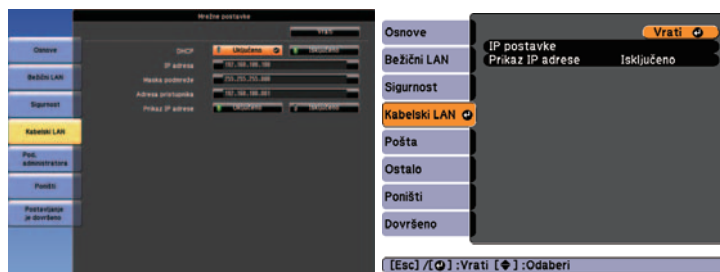 Mrežne postavke
Vrati
Osnove
Bežični LAN
Sigurnost
Kabelski LAN
Pod.
administratora
Poništi
Postavljanje
je dovršeno
DHCP
Uključeno
Isključeno
IP adresa
Maska podmreže
Adresa pristupnika
Prikaz IP adrese
Uključeno
Isključeno
Osnove
Bežični LAN
Sigurnost
Kabelski LAN
Pošta
Ostalo
Poništi
Dovršeno
Vrati
IP postavke
Prikaz IP adrese Isključeno
[Esc] /[ ] :Vrati [ ] :Odaberi